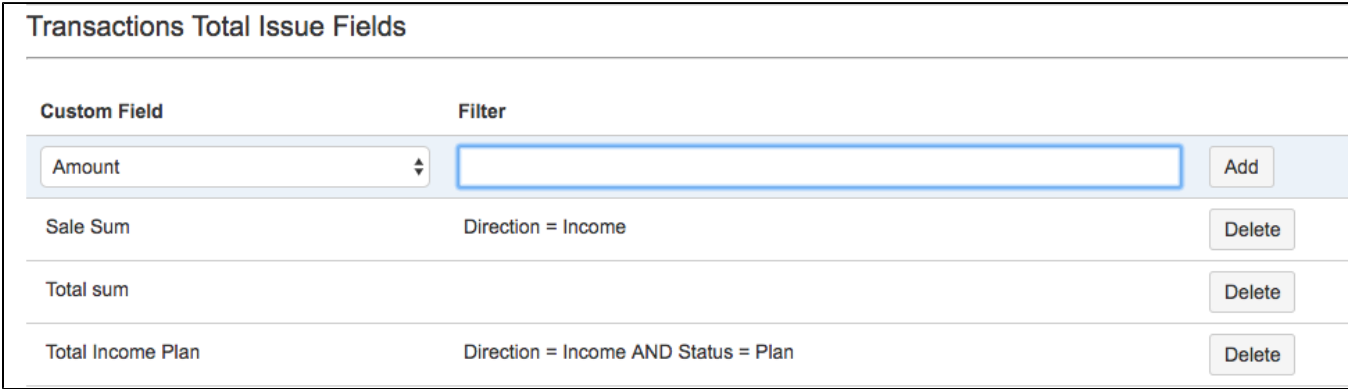 Transactions Total Issue Fields
Custom Field Filter
Amount Add
Sale Sum Direction = Income Delete
Total sum Delete
Total Income Plan Direction = Income AND Status = Plan Delete